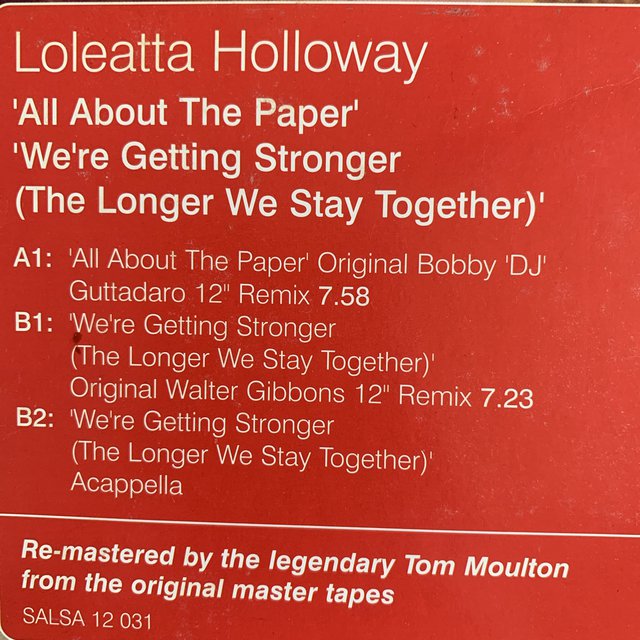 Loleatta Holloway
'All About The Paper'
'We're Getting Stronger
(The Longer We Stay Together)'
A1: 'All About The Paper' Original Bobby 'DJ'
Guttadaro 12" Remix 7.58
B1: 'We're Getting Stronger
(The Longer We Stay Together)'
Original Walter Gibbons 12" Remix 7.23
B2: 'We're Getting Stronger
(The Longer We Stay Together)'
Acappella
Re-mastered by the legendary Tom Moulton
from the original master tapes
SALSA 12 031